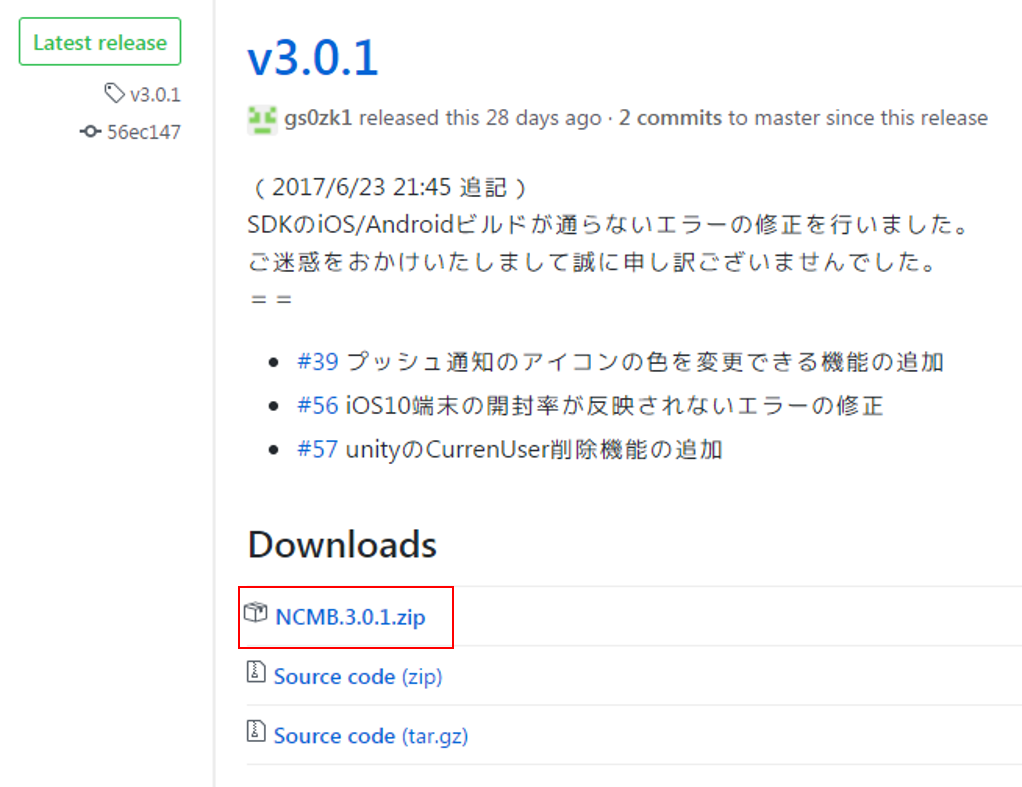 Latest release
v3.0.1
56ec147
v3.0.1
gs0zk1 released this 28 days ago · 2 commits to master since this release
（2017/6/23 21:45 追記）
SDKのiOS/Androidビルドが通らないエラーの修正を行いました。
ご迷惑をおかけいたしまして誠に申し訳ございませんでした。
＝＝
#39 プッシュ通知のアイコンの色を変更できる機能の追加
#56 iOS10端末の開封率が反映されないエラーの修正
#57 unityのCurrenUser削除機能の追加
Downloads
NCMB.3.0.1.zip
Source code (zip)
Source code (tar.gz)